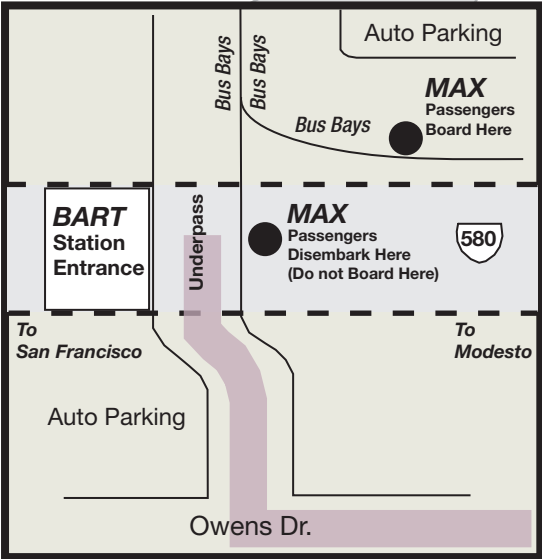 Auto Parking
Bus Bays
Bus Bays
Bus Bays
MAX
Passengers
Board Here
BART
Station
Entrance
Underpass
MAX
Passengers
Disembark Here
(Do not Board Here)
580
To
San Francisco
To
Modesto
Auto Parking
Owens Dr.